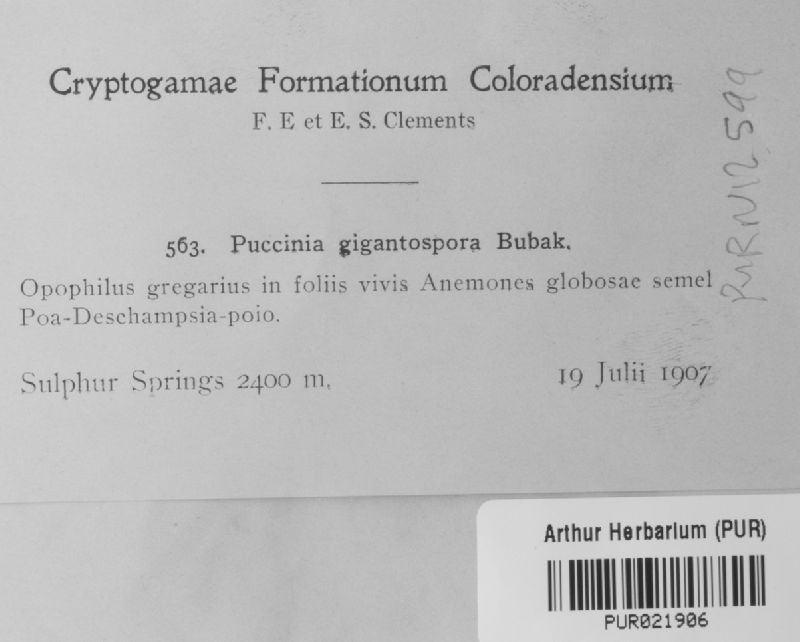 Cryptogamae Formationum Coloradensium
F. E et E. S. Clements
563. Puccinia gigantospora Bubak.
Opophilus gregarius in foliis vivis Anemones globosae semel
Poa-Deschampsia-poio.
Sulphur Springs 2400 m.
19 Julii 1907
PUR N12599
Arthur Herbarium (PUR)
PUR021906